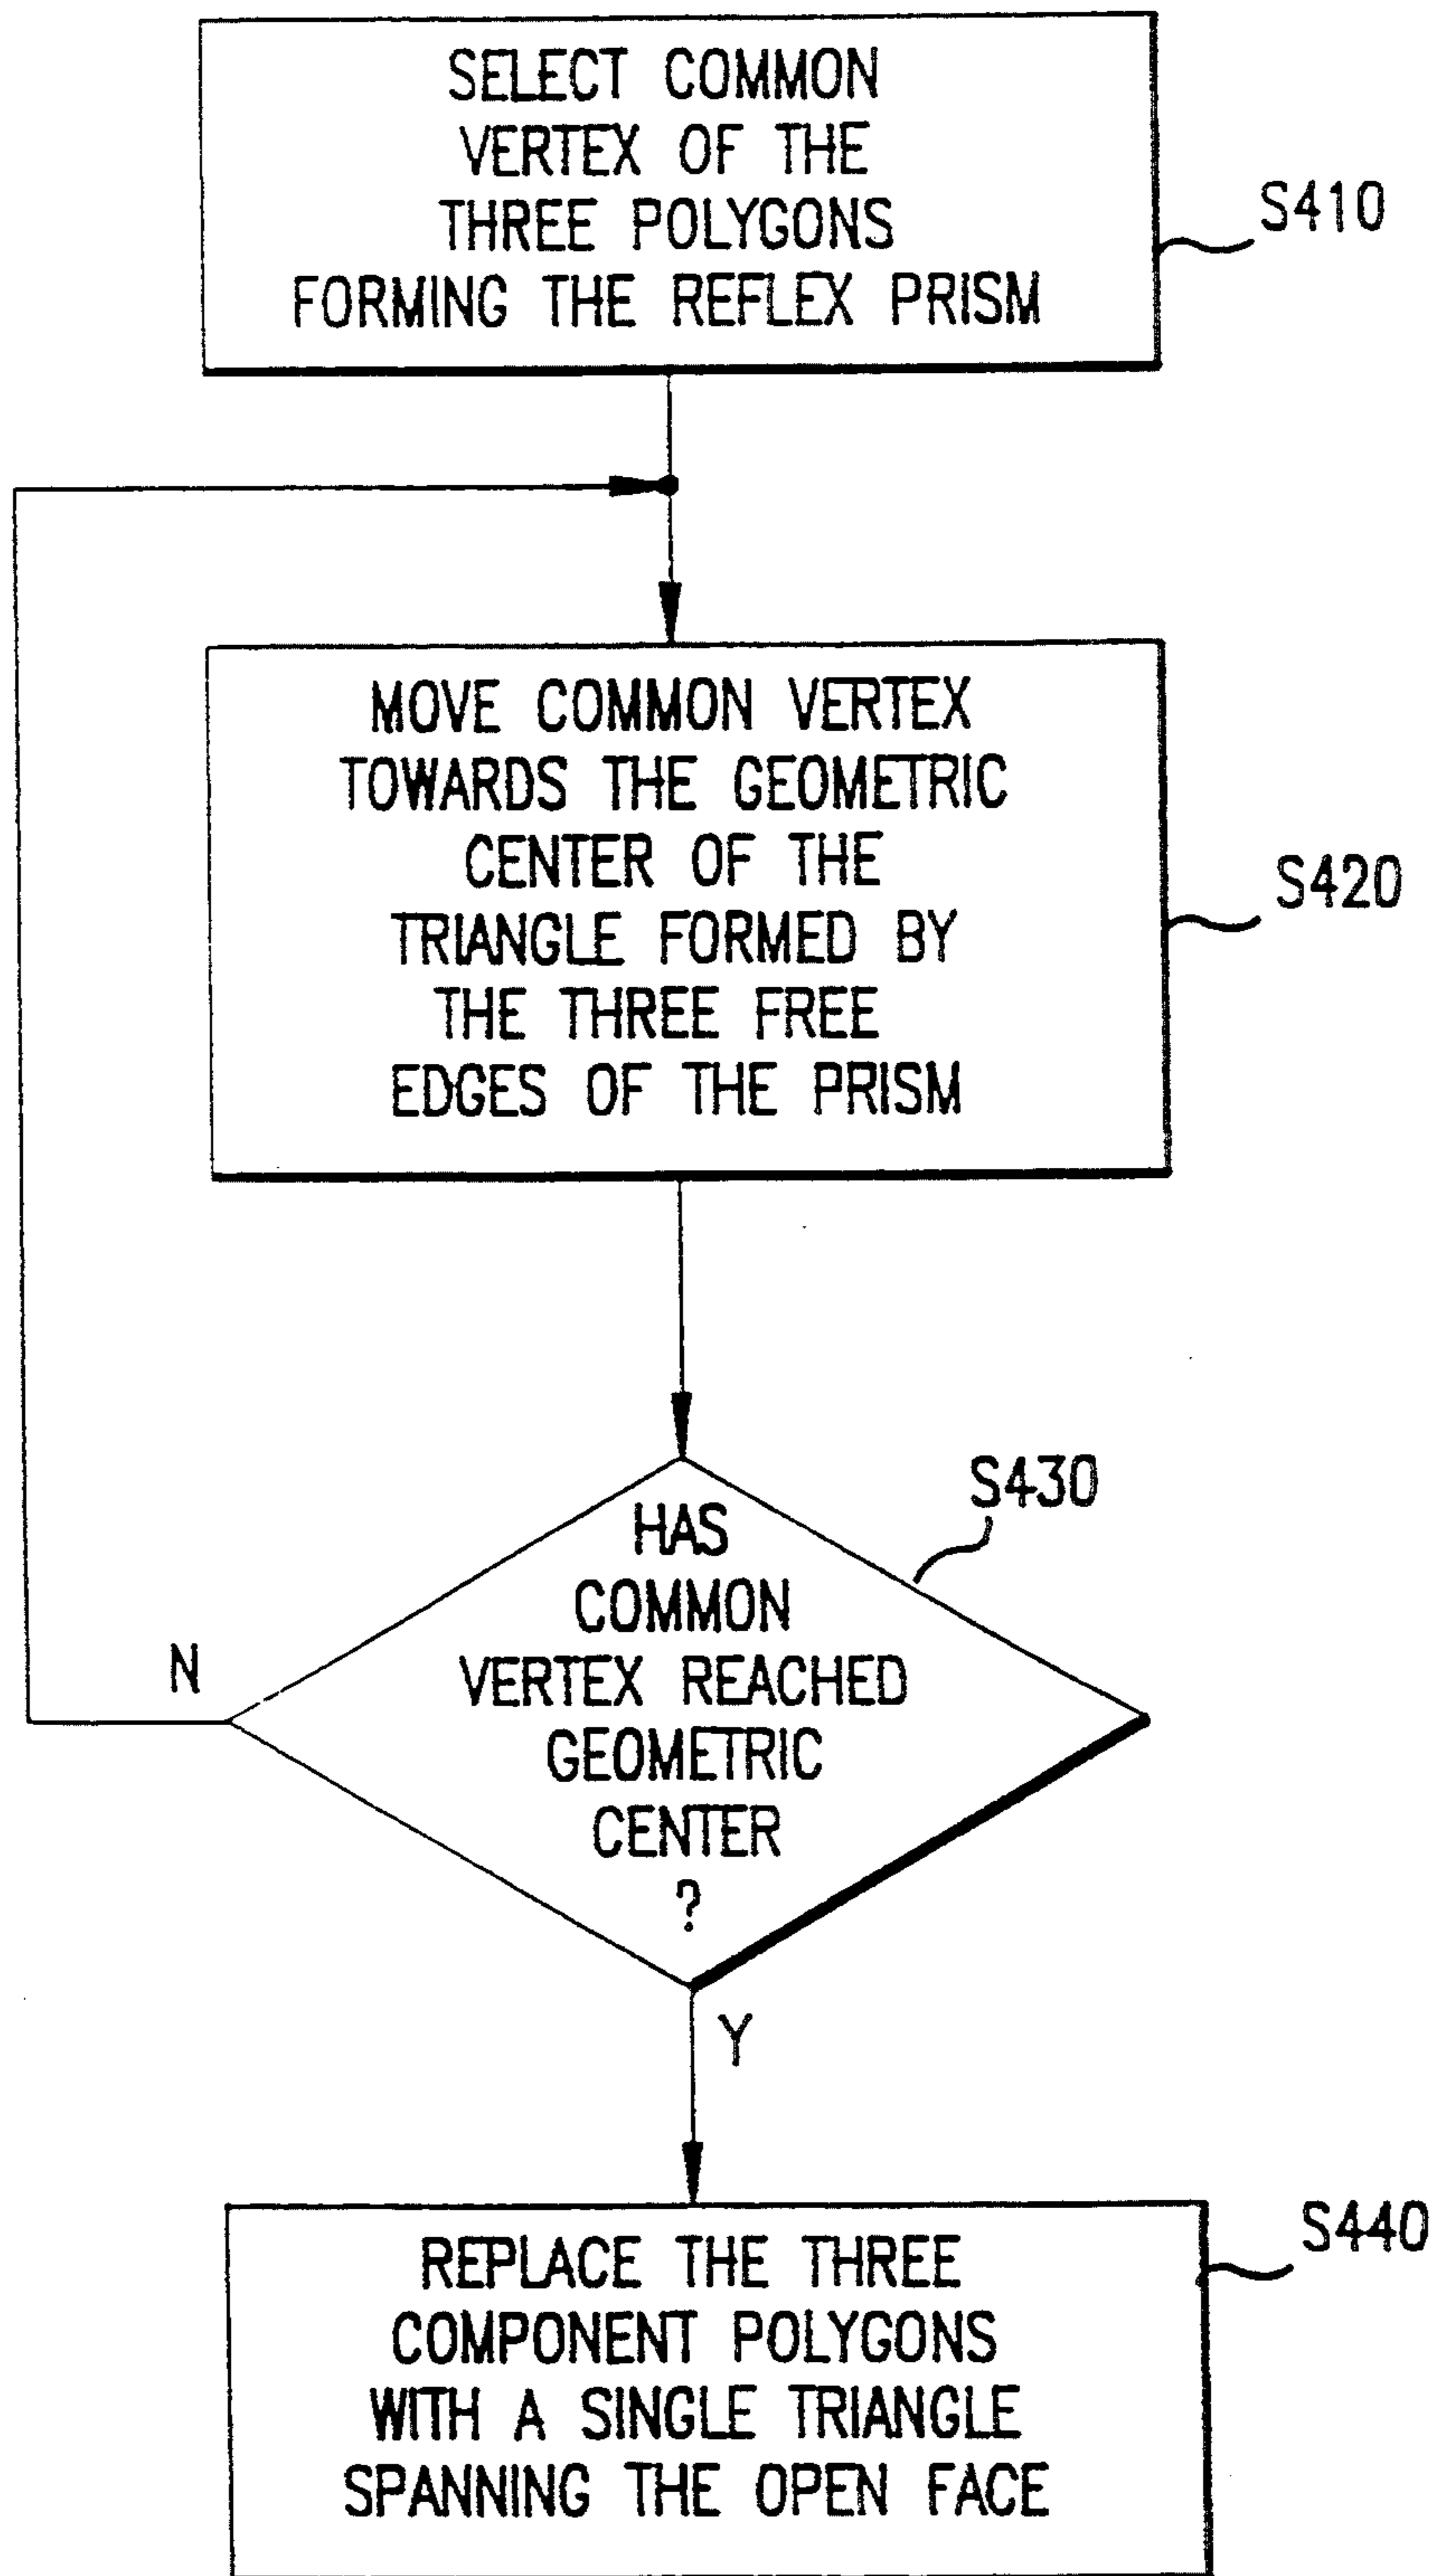 SELECT COMMON
VERTEX OF THE
THREE POLYGONS
FORMING THE REFLEX PRISM
S410
MOVE COMMON VERTEX
TOWARDS THE GEOMETRIC
CENTER OF THE
TRIANGLE FORMED BY
THE THREE FREE
EDGES OF THE PRISM
S420
HAS
COMMON
VERTEX REACHED
GEOMETRIC
CENTER
?
S430
N
Y
REPLACE THE THREE
COMPONENT POLYGONS
WITH A SINGLE TRIANGLE
SPANNING THE OPEN FACE
S440